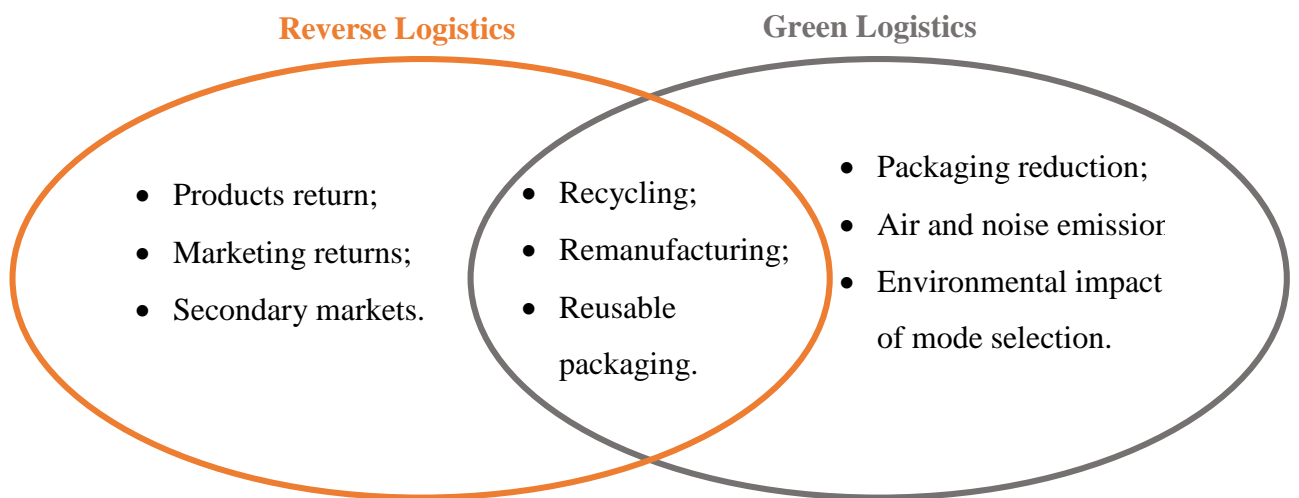 Reverse Logistics
Green Logistics
• Products return;
• Marketing returns;
• Secondary markets.
• Recycling;
• Remanufacturing;
• Reusable
packaging.
• Packaging reduction;
• Air and noise emission
• Environmental impact
of mode selection.